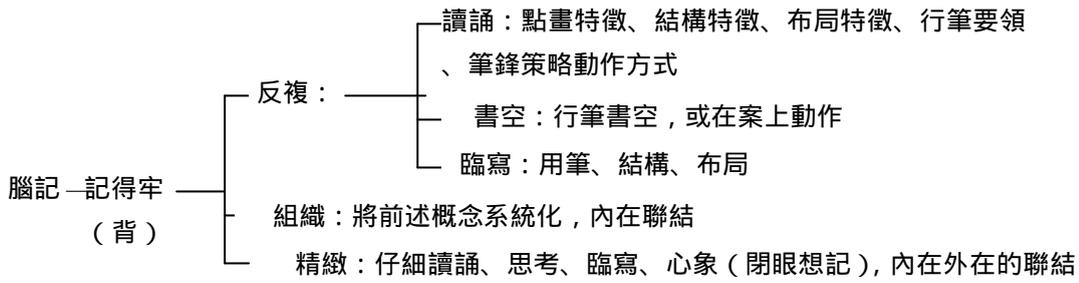 讀誦：點畫特徵、結構特徵、布局特徵、行筆要領
、筆鋒策略動作方式
反複：
書空：行筆書空，或在案上動作
臨寫：用筆、結構、布局
腦記—記得牢
（背）
組織：將前述概念系統化，內在聯結
精緻：仔細讀誦、思考、臨寫、心象（閉眼想記），內在外在的聯結